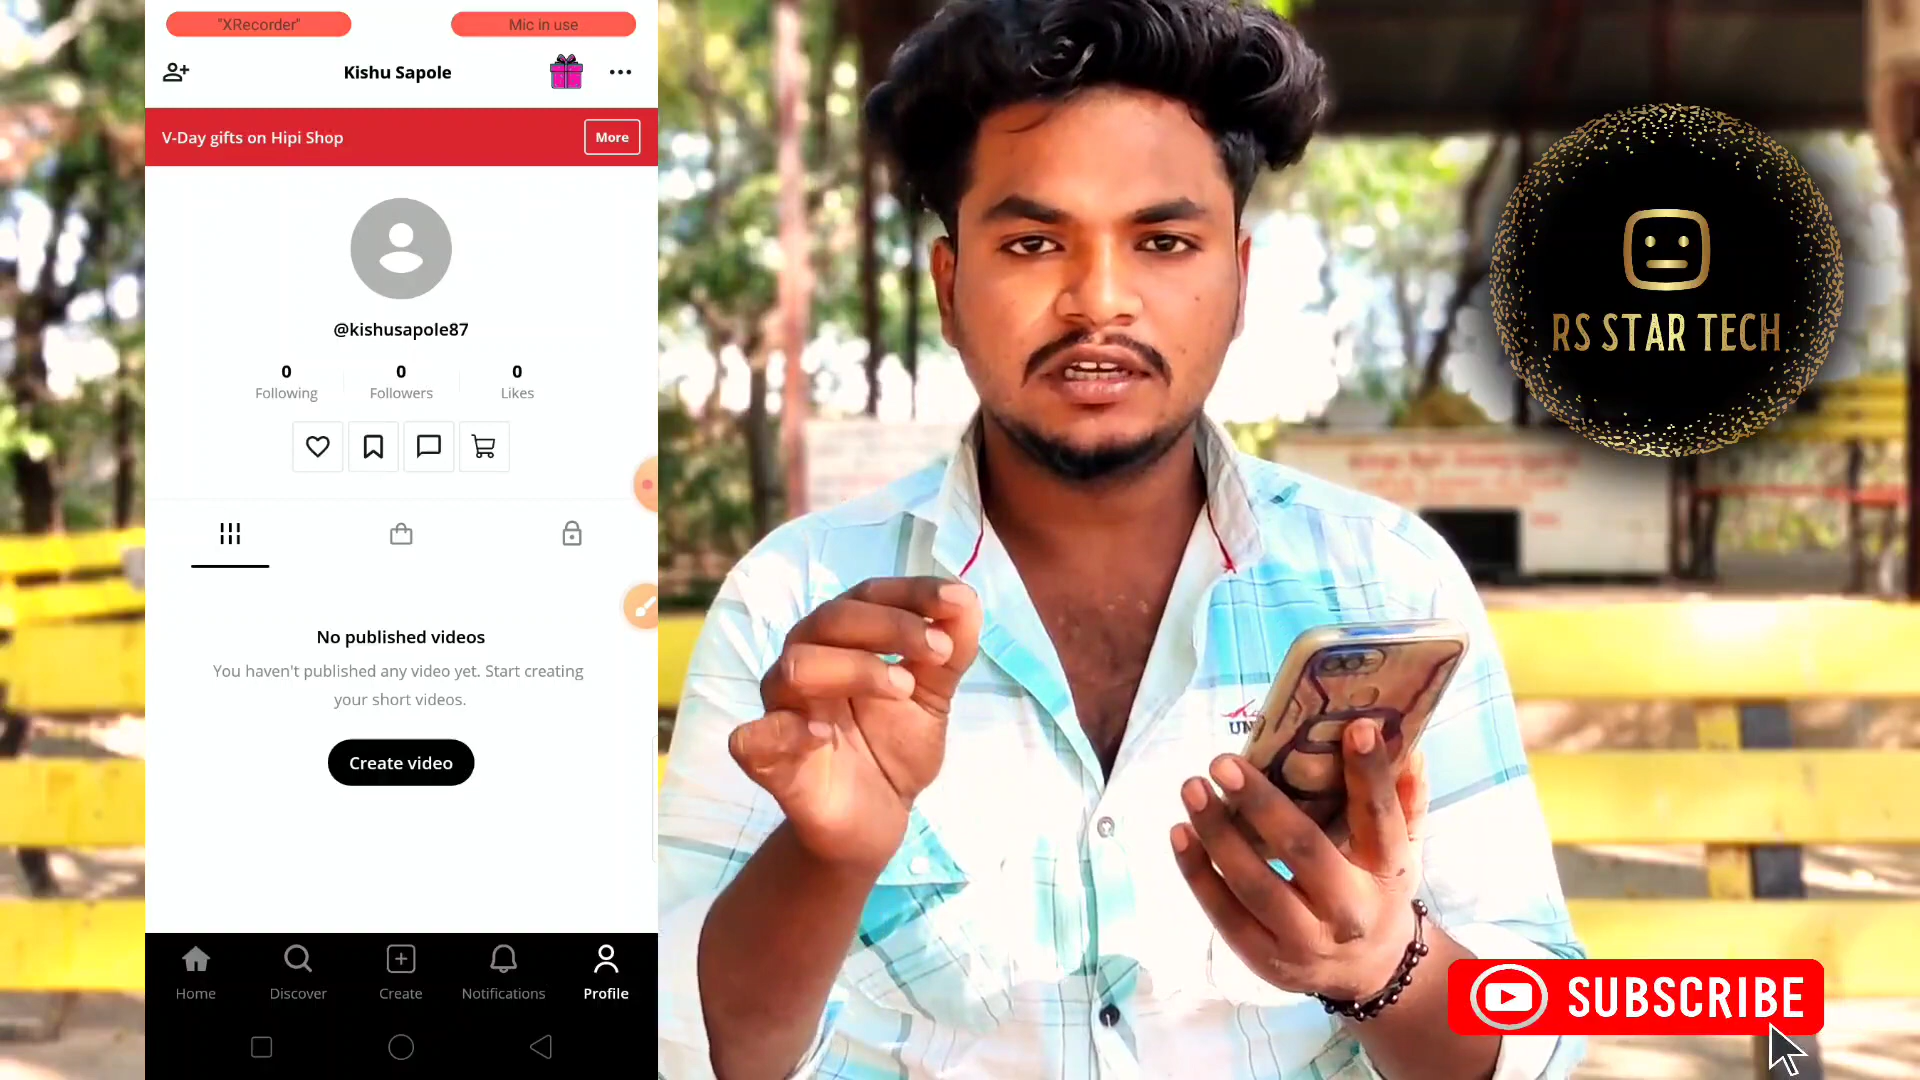 "XRecorder"
Mic in use
Kishu Sapole
V-Day gifts on Hipi Shop
More
@kishusapole87
0
0
0
Following
Followers
Likes
No published videos
You haven't published any video yet. Start creating
your short videos.
Create video
Home
Discover
Create
Notifications
Profile
RS STAR TECH
SUBSCRIBE